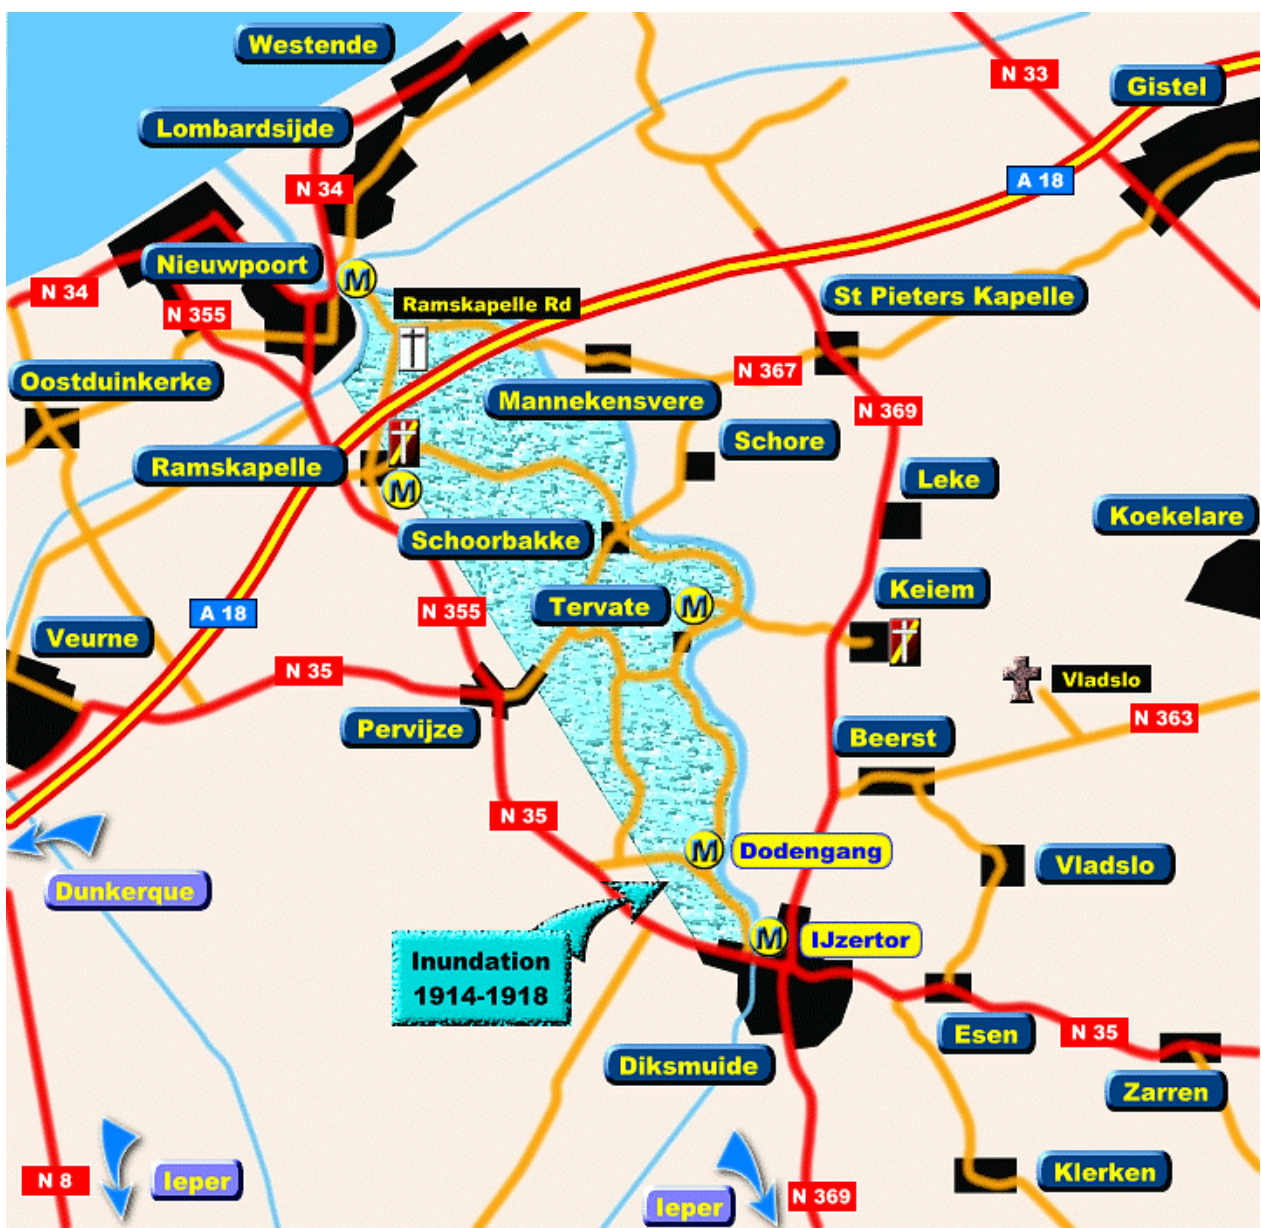 Westende
N 33
Gistel
Lombardsijde
A 18
N 34
Nieuwpoort
M
N 34
Ramskapelle Rd
St Pieters Kapelle
N 355
N 367
Oostduinkerke
Mannekensvere
N 369
Schore
Ramskapelle
Leke
M
Koekelare
Schoorbakke
Keiem
A 18
N 355
Tervate
M
Veurne
N 35
Vladslo
N 363
Pervijze
Beerst
N 35
M
Dodengang
Vladslo
Dunkerque
M
IJzertor
Inundation
1914-1918
Esen
N 35
Diksmuide
Zarren
N 8
Ieper
Klerken
N 369
Ieper